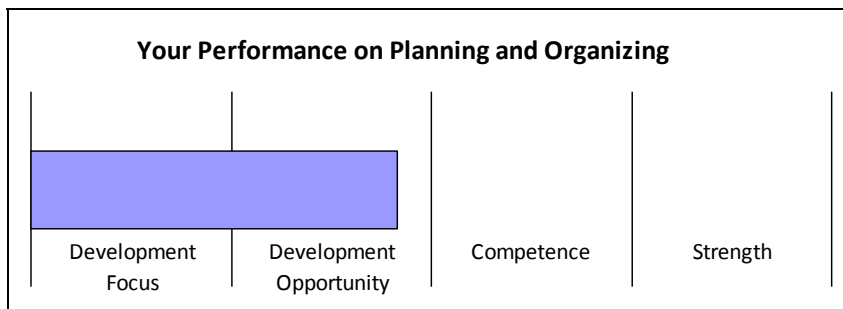 Your Performance on Planning and Organizing
Development
Focus
Development
Opportunity
Competence
Strength